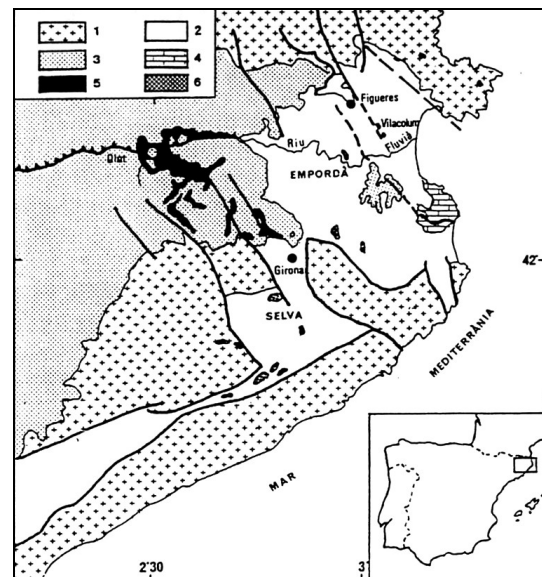 1
2
3
4
5
6
Figueres
Vilacolum
Riu
Fluvià
Olot
EMPORDÀ
Girona
42'
SELVA
MEDITERRÀNIA
MAR
2'30
3'